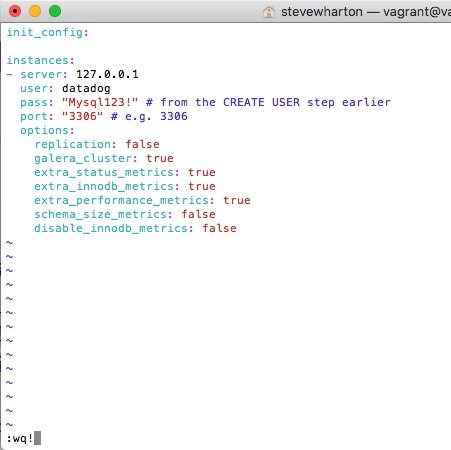 stevewharton — vagrant@va
init_config:
instances:
- server: 127.0.0.1
  user: datadog
  pass: "Mysql123!" # from the CREATE USER step earlier
  port: "3306" # e.g. 3306
  options:
    replication: false
    galera_cluster: true
    extra_status_metrics: true
    extra_innodb_metrics: true
    extra_performance_metrics: true
    schema_size_metrics: false
    disable_innodb_metrics: false
~
~
~
~
~
~
~
~
~
~
~
~
~
~
:wq!